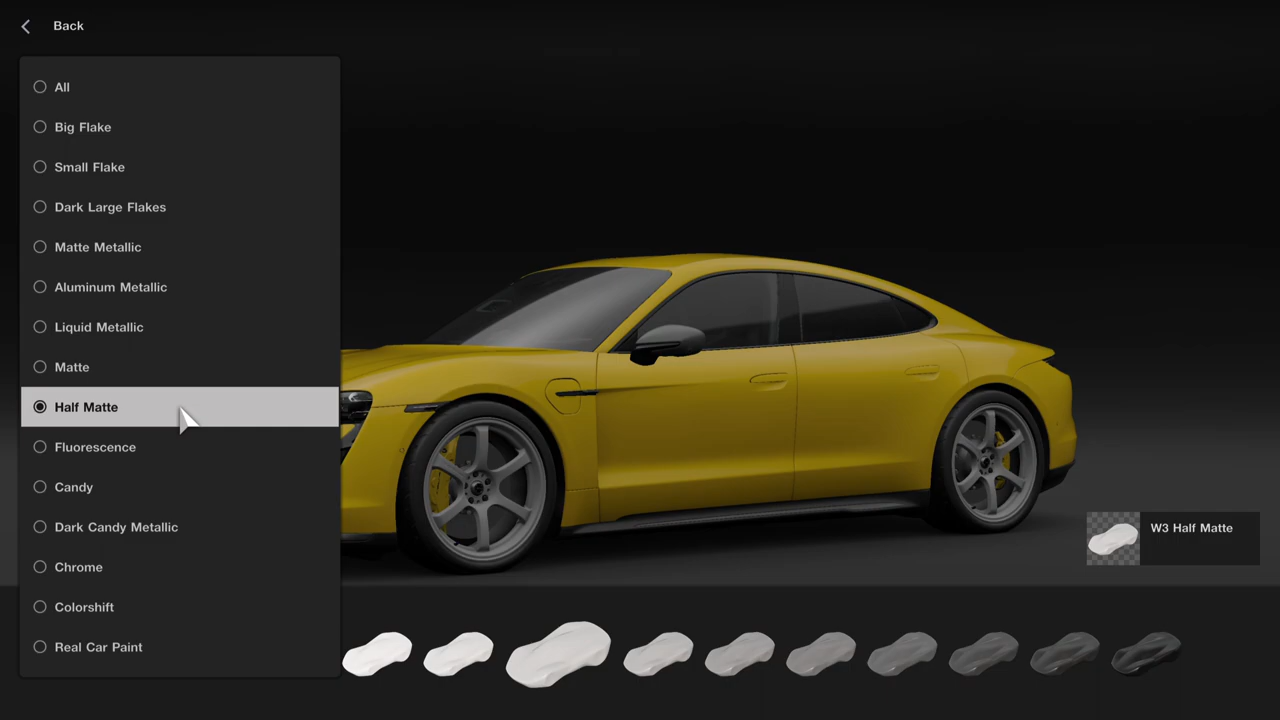 Back
All
Big Flake
Small Flake
Dark Large Flakes
Matte Metallic
Aluminum Metallic
Liquid Metallic
Matte
Half Matte
Fluorescence
Candy
Dark Candy Metallic
Chrome
Colorshift
Real Car Paint
W3 Half Matte